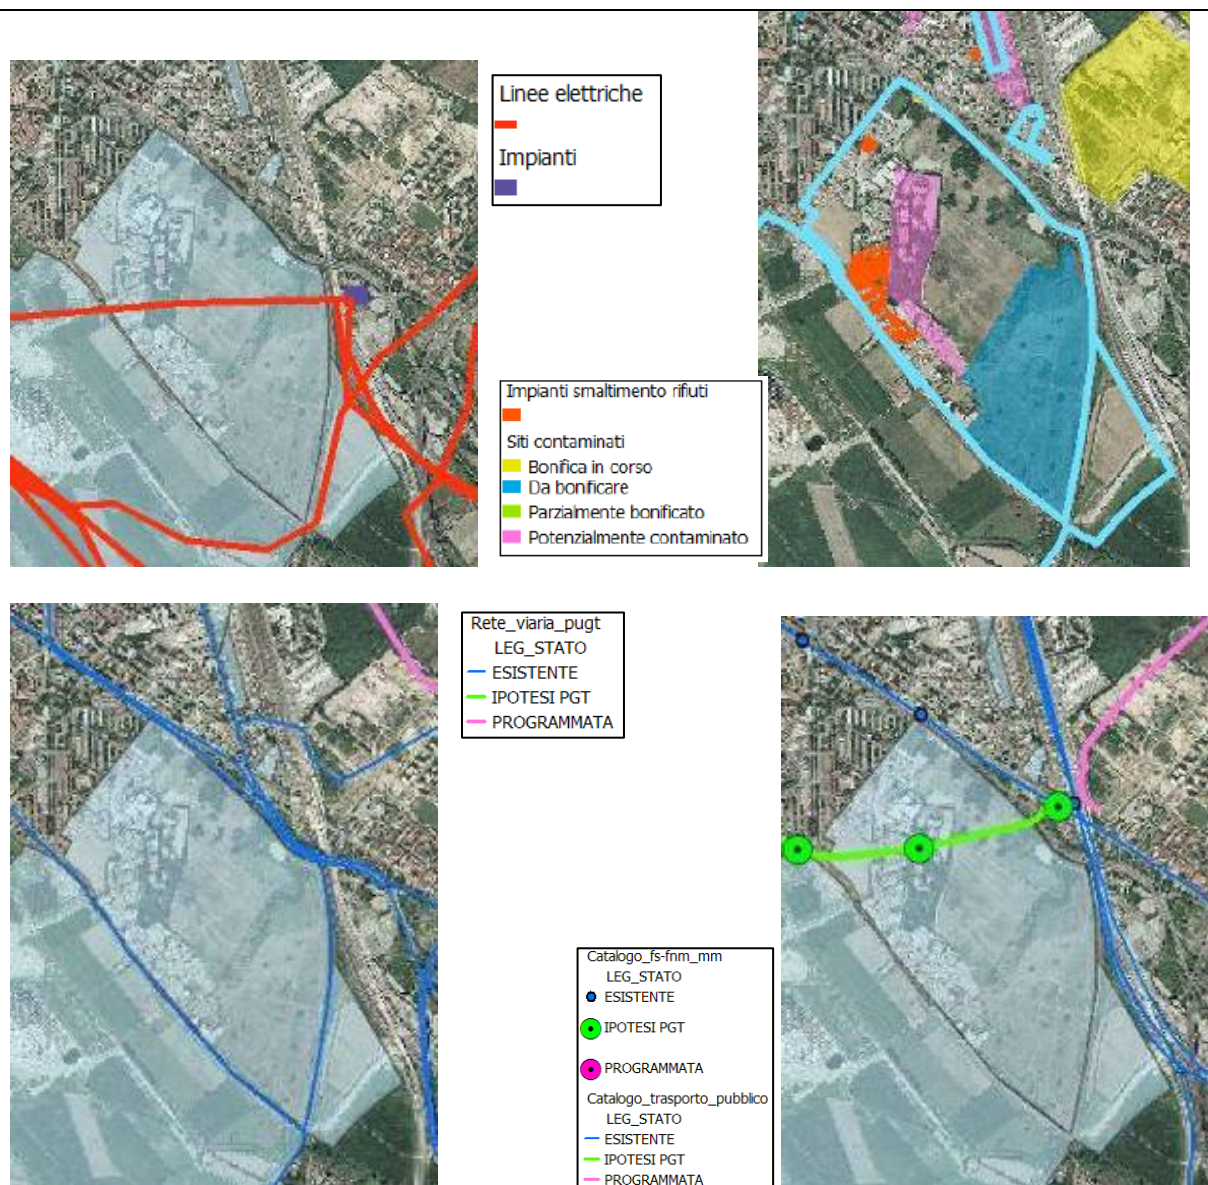 Linee elettriche
Impianti
Impianti smaltimento rifiuti
Siti contaminati
Bonifica in corso
Da bonificare
Parzialmente bonificato
Potenzialmente contaminato
Rete_viaria_pugt
LEG_STATO
ESISTENTE
IPOTESI PGT
PROGRAMMATA
Catalogo_fs-fnm_mm
LEG_STATO
ESISTENTE
IPOTESI PGT
PROGRAMMATA
Catalogo_trasporto_pubblico
LEG_STATO
ESISTENTE
IPOTESI PGT
PROGRAMMATA